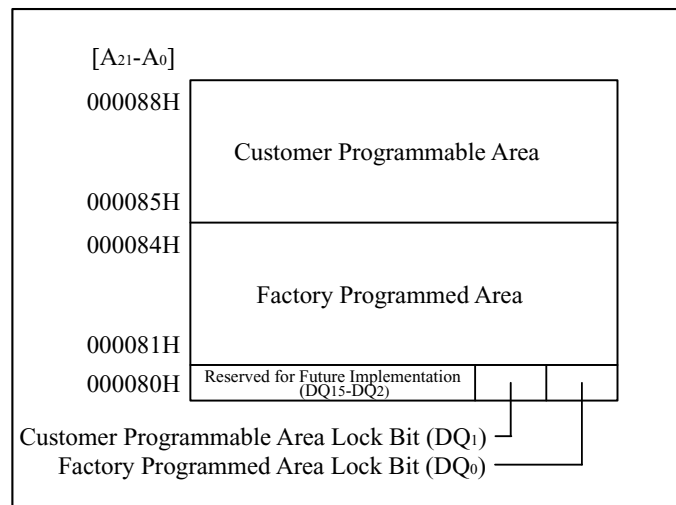 [A21-A0]
000088H
Customer Programmable Area
000085H
000084H
Factory Programmed Area
000081H
000080H
Reserved for Future Implementation
(DQ15-DQ2)
Customer Programmable Area Lock Bit (DQ1)
Factory Programmed Area Lock Bit (DQ0)